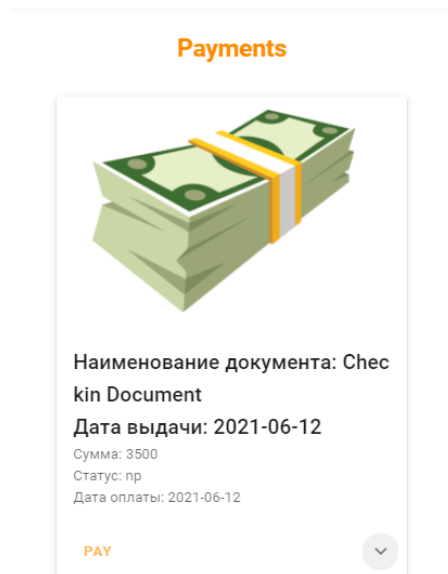 Payments
Наименование документа: Chec
kin Document
Дата выдачи: 2021-06-12
Сумма: 3500
Статус: np
Дата оплаты: 2021-06-12
PAY